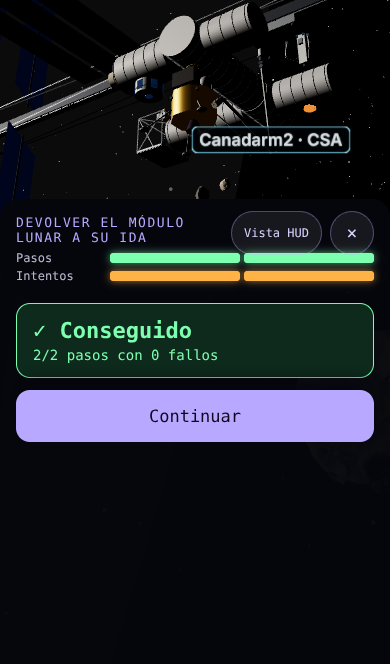 Canadarm2 · CSA
DEVOLVER EL MÓDULO
LUNAR A SU IDA
Vista HUD
×
Pasos
Intentos
✓ Conseguido
2/2 pasos con 0 fallos
Continuar